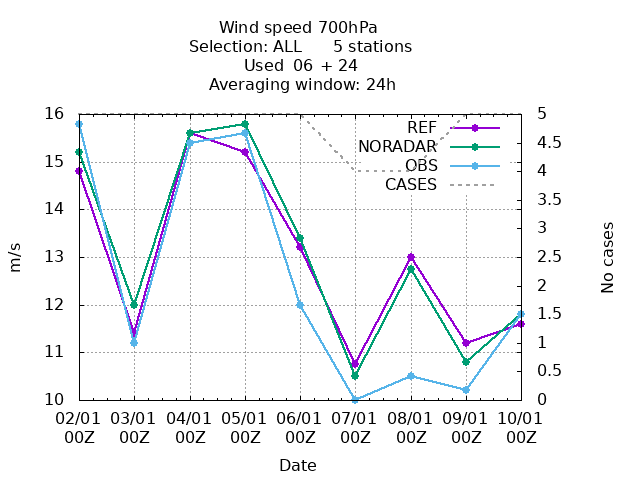 Wind speed 700hPa
Selection: ALL 5 stations
Used 06 + 24
Averaging window: 24h
16
15
14
13
12
11
10
m/s
5
4.5
4
3.5
3
2.5
2
1.5
1
0.5
0
No cases
REF
NORADAR
OBS
CASES
02/01 03/01 04/01 05/01 06/01 07/01 08/01 09/01 10/01
00Z 00Z 00Z 00Z 00Z 00Z 00Z 00Z 00Z
Date